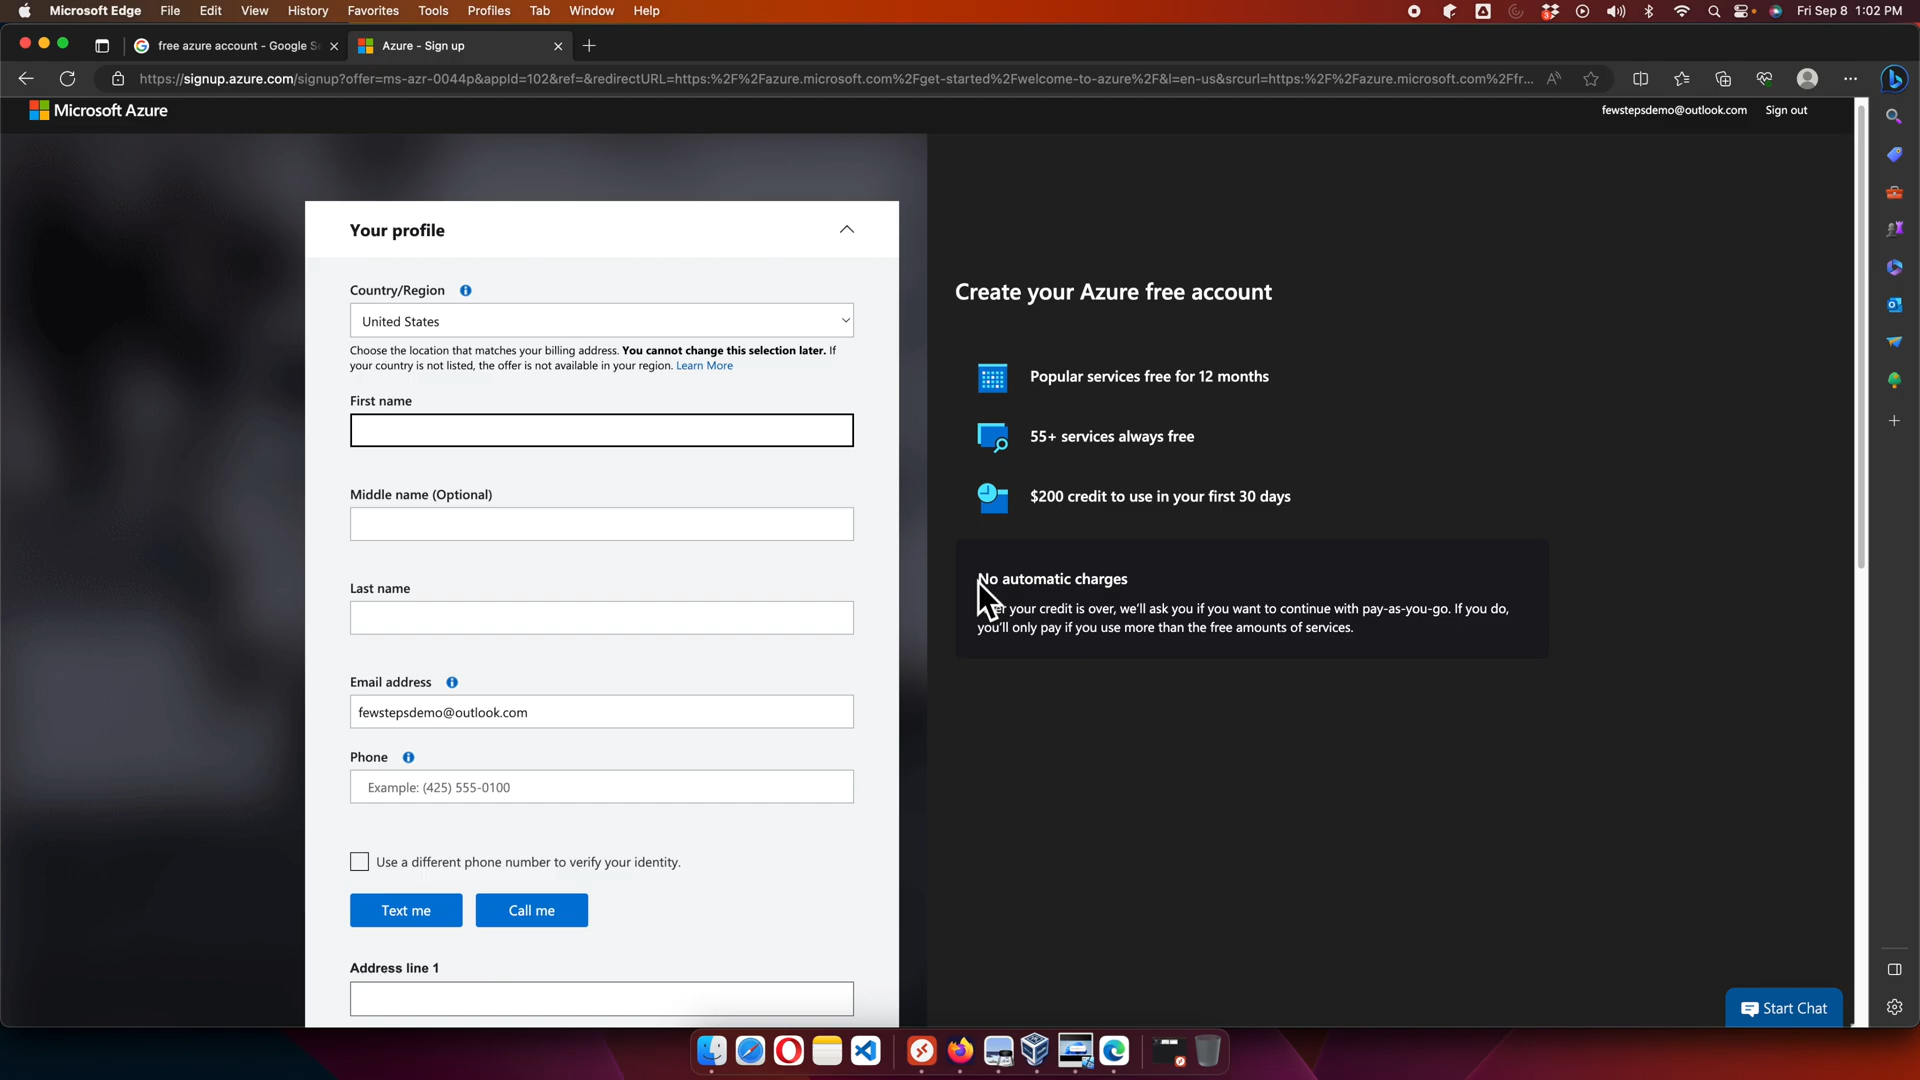 Microsoft Edge File Edit View History Favorites Tools Profiles Tab Window Help Fri Sep 8 1:02 PM
free azure account - Google S
Azure - Sign up
https://signup.azure.com/signup?offer=ms-azr-0044p&appId=102&ref=&redirectURL=https:%2F%2Fazure.microsoft.com%2Fget-started%2Fwelcome-to-azure%2F&l=en-us&srcurl=https:%2F%2Fazure.microsoft.com%2Ffr...
Microsoft Azure
fewstepsdemo@outlook.com Sign out
Your profile
Country/Region
United States
Choose the location that matches your billing address. You cannot change this selection later. If
your country is not listed, the offer is not available in your region. Learn More
First name
Middle name (Optional)
Last name
Email address
fewstepsdemo@outlook.com
Phone
Example: (425) 555-0100
Use a different phone number to verify your identity.
Text me
Call me
Address line 1
Create your Azure free account
Popular services free for 12 months
55+ services always free
$200 credit to use in your first 30 days
No automatic charges
your credit is over, we'll ask you if you want to continue with pay-as-you-go. If you do,
you'll only pay if you use more than the free amounts of services.
Start Chat